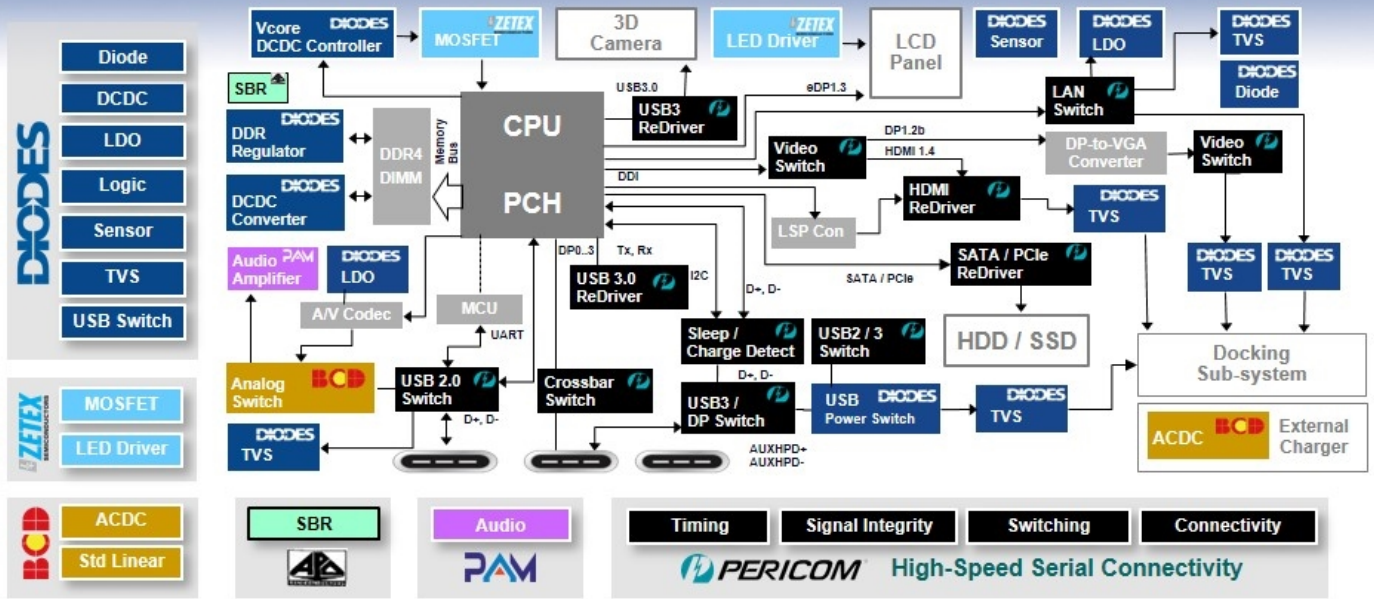 DIODES
Diode
DCDC
LDO
Logic
Sensor
TVS
USB Switch
ZETEX
SEMICONDUCTORS
MOSFET
LED Driver
BCD
ACDC
Std Linear
Vcore
DIODES
DCDC Controller
ZETEX
MOSFET
3D
Camera
ZETEX
LED Driver
LCD
Panel
DIODES
Sensor
DIODES
LDO
DIODES
TVS
DIODES
Diode
SBR
USB3.0
USB3
ReDriver
eDP1.3
LAN
Switch
DIODES
DDR
Regulator
DDR4
DIMM
Memory
Bus
CPU
PCH
DIODES
DCDC
Converter
Video
Switch
DP1.2b
HDMI 1.4
DP-to-VGA
Converter
Video
Switch
DDI
LSP Con
HDMI
ReDriver
DIODES
TVS
Audio PAM
Amplifier
DIODES
LDO
A/V Codec
MCU
UART
DP0..3
Tx, Rx
USB 3.0
ReDriver
I2C
D+, D-
SATA / PCIe
SATA / PCIe
ReDriver
DIODES
TVS
DIODES
TVS
HDD / SSD
Sleep /
Charge Detect
USB2 / 3
Switch
D+, D-
Docking
Sub-system
Analog BCD
Switch
USB 2.0
Switch
D+, D-
Crossbar
Switch
USB3 /
DP Switch
USB DIODES
Power Switch
DIODES
TVS
DIODES
TVS
AUXHPD+
AUXHPD-
ACDC BCD
External
Charger
SBR
APD
Audio
PAM
Timing
Signal Integrity
Switching
Connectivity
PERICOM
High-Speed Serial Connectivity